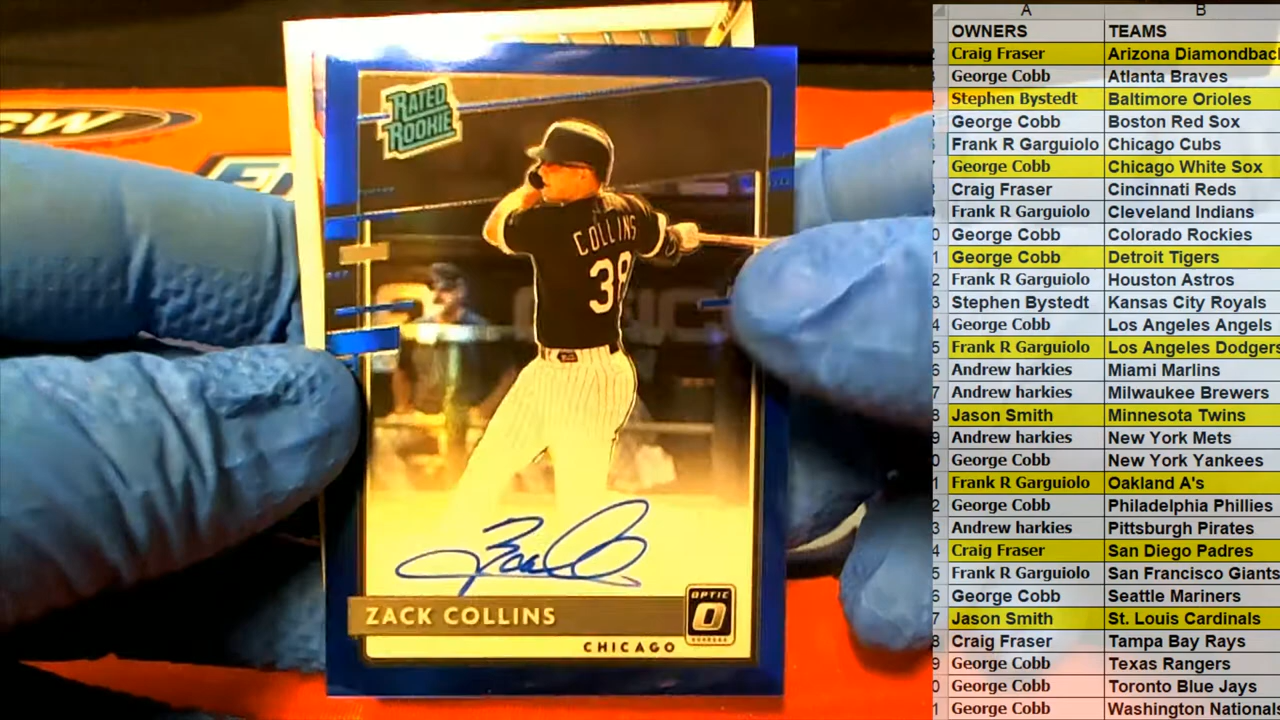 RATED
ROOKIE
COLLINS
38
ZACK COLLINS
OPTIC
CHICAGO
A B
OWNERS TEAMS
Craig Fraser Arizona Diamondbac
George Cobb Atlanta Braves
Stephen Bystedt Baltimore Orioles
George Cobb Boston Red Sox
Frank R Garguiolo Chicago Cubs
George Cobb Chicago White Sox
Craig Fraser Cincinnati Reds
Frank R Garguiolo Cleveland Indians
George Cobb Colorado Rockies
George Cobb Detroit Tigers
Frank R Garguiolo Houston Astros
Stephen Bystedt Kansas City Royals
George Cobb Los Angeles Angels
Frank R Garguiolo Los Angeles Dodgers
Andrew harkies Miami Marlins
Andrew harkies Milwaukee Brewers
Jason Smith Minnesota Twins
Andrew harkies New York Mets
George Cobb New York Yankees
Frank R Garguiolo Oakland A's
George Cobb Philadelphia Phillies
Andrew harkies Pittsburgh Pirates
Craig Fraser San Diego Padres
Frank R Garguiolo San Francisco Giants
George Cobb Seattle Mariners
Jason Smith St. Louis Cardinals
Craig Fraser Tampa Bay Rays
George Cobb Texas Rangers
George Cobb Toronto Blue Jays
George Cobb Washington Nationals